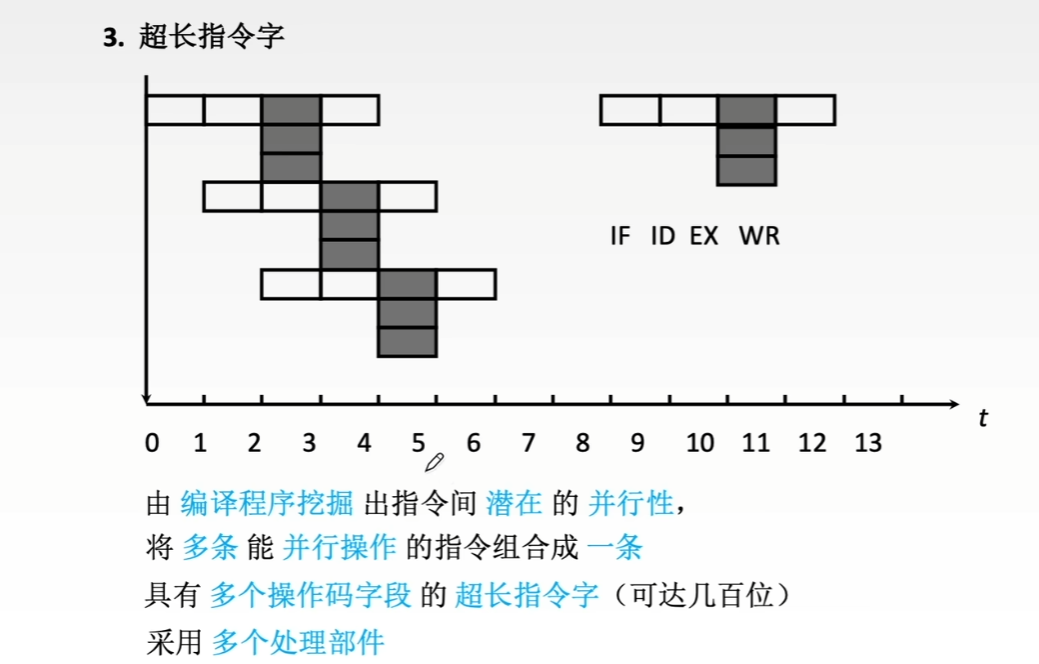 3. 超长指令字
IF ID EX WR
t
0 1 2 3 4 5 6 7 8 9 10 11 12 13
由 编译程序挖掘 出指令间 潜在 的 并行性，
将 多条 能 并行操作 的指令组合成 一条
具有 多个操作码字段 的 超长指令字（可达几百位）
采用 多个处理部件